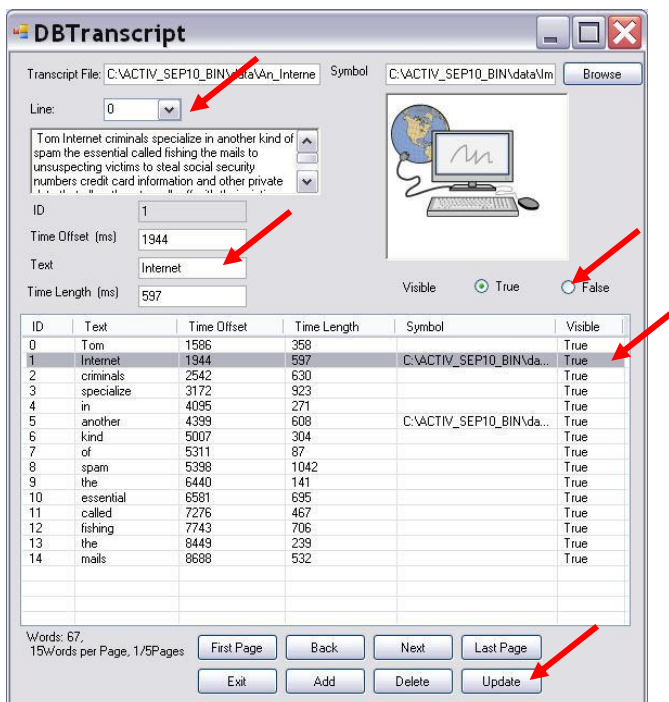 DBTranscript
Transcript File: C:\ACTIV_SEP10_BIN\data\An_Interne Symbol C:\ACTIV_SEP10_BIN\data\Im Browse
Line: 0
Tom Internet criminals specialize in another kind of
spam the essential called fishing the mails to
unsuspecting victims to steal social security
numbers credit card information and other private
ID 1
Time Offset (ms) 1944
Text Internet
Time Length (ms) 597
Visible True False
ID Text Time Offset Time Length Symbol Visible
0 Tom 1586 358 True
1 Internet 1944 597 C:\ACTIV_SEP10_BIN\da... True
2 criminals 2542 630 True
3 specialize 3172 923 True
4 in 4095 271 True
5 another 4399 608 C:\ACTIV_SEP10_BIN\da... True
6 kind 5007 304 True
7 of 5311 87 True
8 spam 5398 1042 True
9 the 6440 141 True
10 essential 6581 695 True
11 called 7276 467 True
12 fishing 7743 706 True
13 the 8449 239 True
14 mails 8688 532 True
Words: 67,
15Words per Page, 1/5Pages First Page Back Next Last Page
Exit Add Delete Update